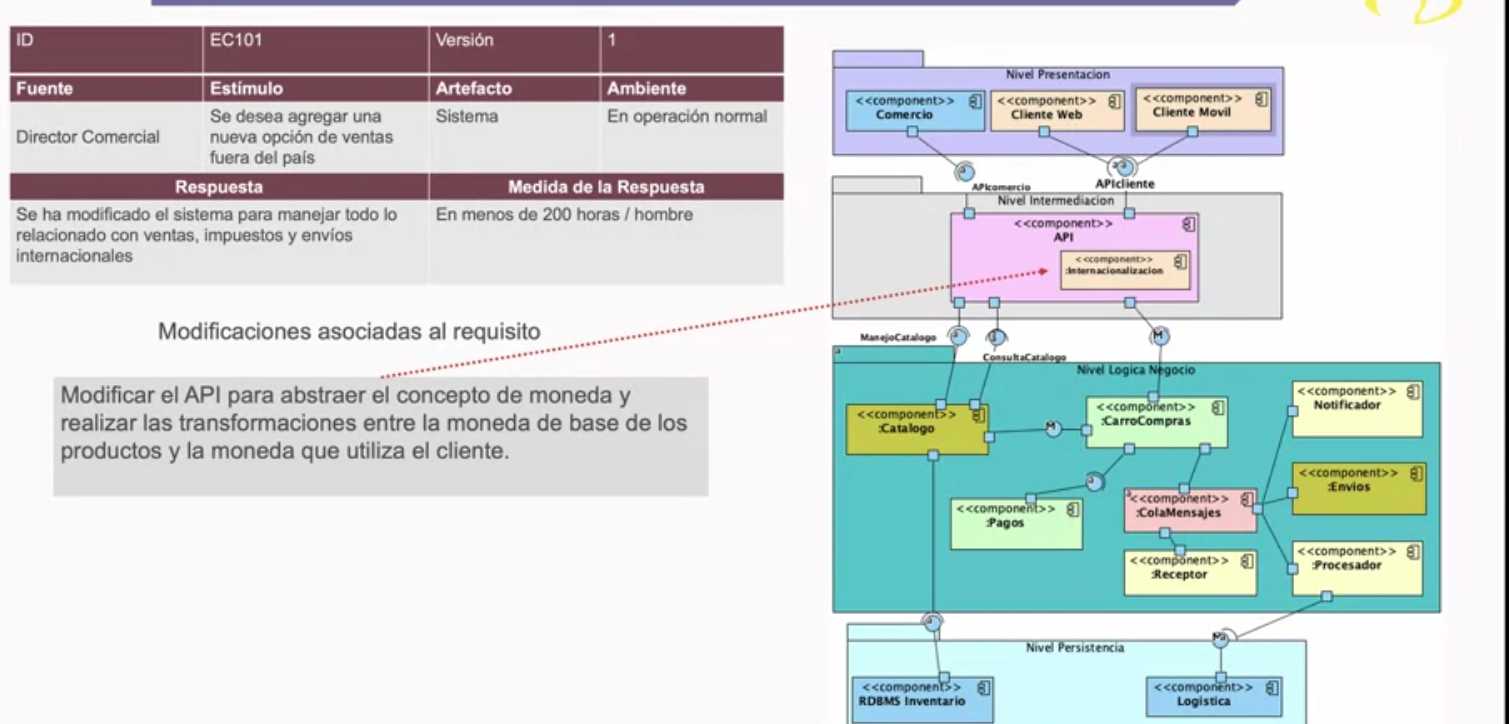 ID EC101 Versión 1
Fuente Estímulo Artefacto Ambiente
Director Comercial
Se desea agregar una
nueva opción de ventas
fuera del país
Sistema
En operación normal
Respuesta Medida de la Respuesta
Se ha modificado el sistema para manejar todo lo
relacionado con ventas, impuestos y envíos
internacionales
En menos de 200 horas / hombre
Modificaciones asociadas al requisito
Modificar el API para abstraer el concepto de moneda y
realizar las transformaciones entre la moneda de base de los
productos y la moneda que utiliza el cliente.
Nivel Presentacion
<<component>>
Comercio
<<component>>
Cliente Web
<<component>>
Cliente Movil
APIcomercio
APIcliente
Nivel Intermediacion
<<component>>
API
<<component>>
:Internacionalizacion
ManejoCatalogo
ConsultaCatalogo
Nivel Logica Negocio
<<component>>
:Catalogo
<<component>>
:CarroCompras
<<component>>
Notificador
<<component>>
:Envios
<<component>>
:Pagos
<<component>>
:ColaMensajes
<<component>>
:Receptor
<<component>>
:Procesador
Nivel Persistencia
<<component>>
RDBMS Inventario
<<component>>
Logistica